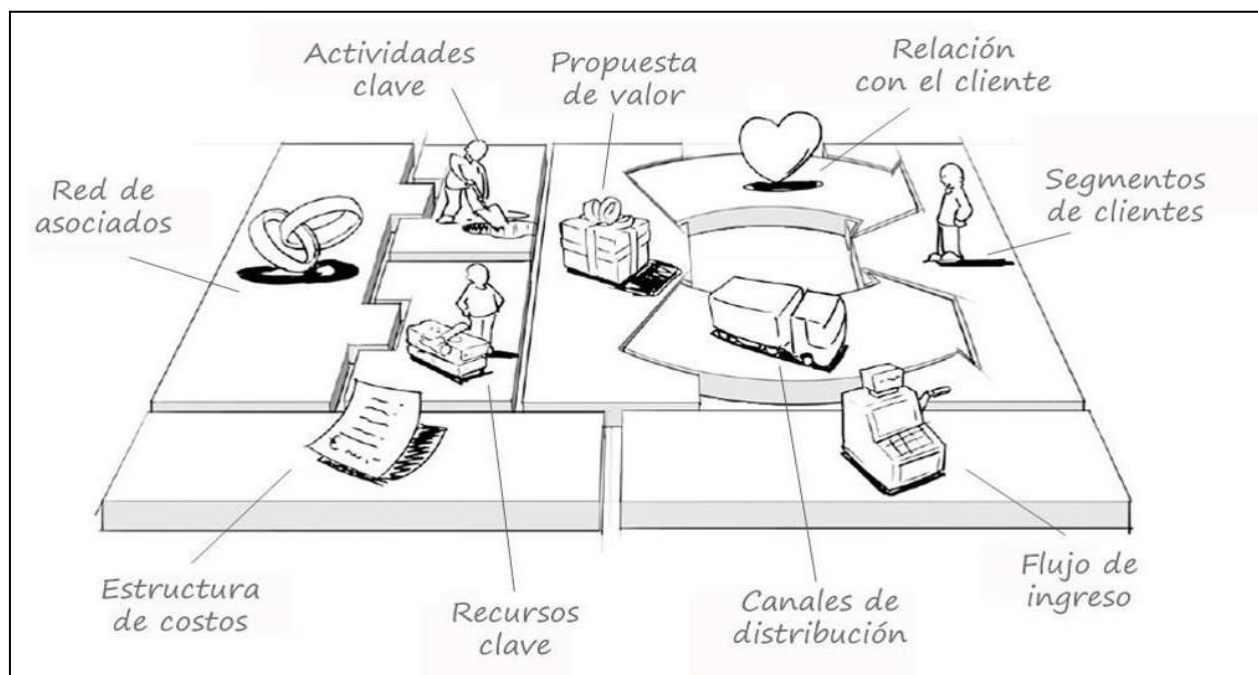 Actividades
clave
Propuesta
de valor
Relación
con el cliente
Red de
asociados
Segmentos
de clientes
Estructura
de costos
Recursos
clave
Canales de
distribución
Flujo de
ingreso